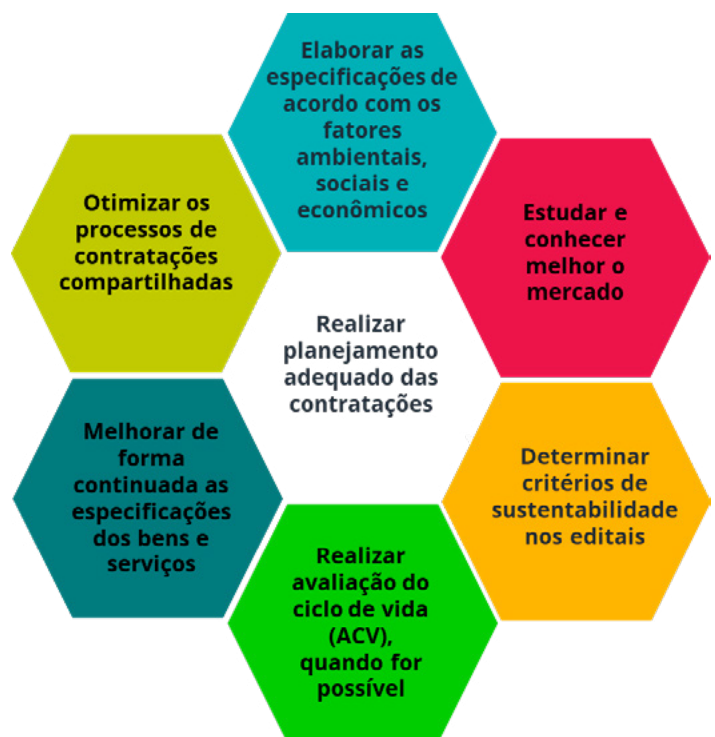 Elaborar as
especificações de
acordo com os
fatores
ambientais,
sociais e
econômicos
Estudar e
conhecer
melhor o
mercado
Determinar
critérios de
sustentabilidade
nos editais
Realizar
avaliação do
ciclo de vida
(ACV),
quando for
possível
Melhorar de
forma
continuada as
especificações
dos bens e
serviços
Otimizar os
processos de
contratações
compartilhadas
Realizar
planejamento
adequado das
contratações